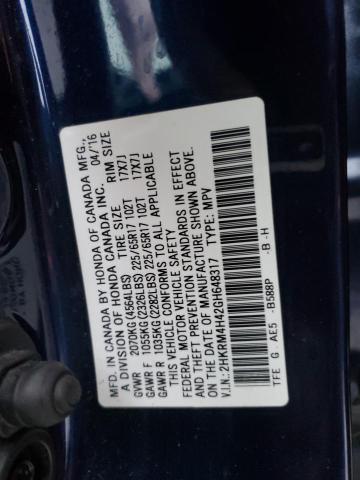 MFD. IN CANADA BY HONDA OF CANADA MFG.,
A DIVISION OF HONDA CANADA INC. 04/16
TIRE SIZE RIM SIZE
GVWR 2070KG(4564LBS)
GAWR F 1055KG(2326LBS) 225/65R17 102T 17X7J
GAWR R 1035KG(2282LBS) 225/65R17 102T 17X7J
THIS VEHICLE CONFORMS TO ALL APPLICABLE
FEDERAL MOTOR VEHICLE SAFETY
AND THEFT PREVENTION STANDARDS IN EFFECT
ON THE DATE OF MANUFACTURE SHOWN ABOVE.
V.I.N.: 2HKRM4H42GH648317 TYPE: MPV
TFE G AE5 -B588P -B-H